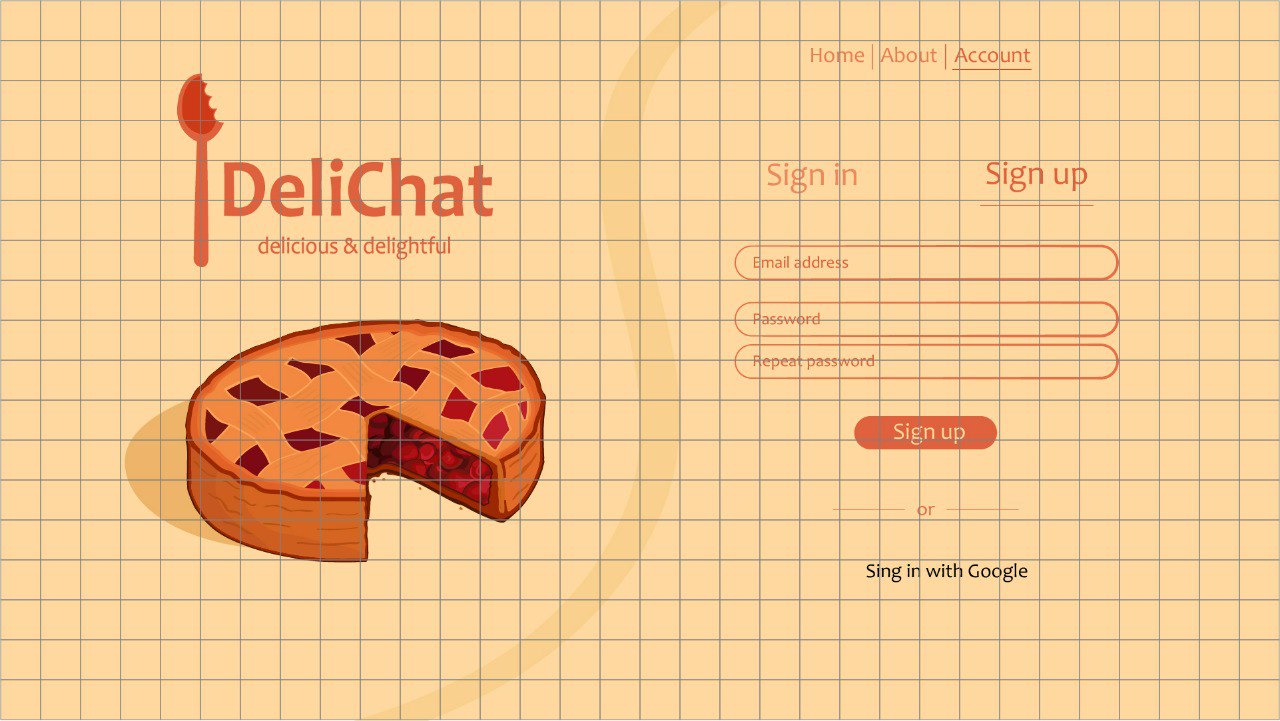 Home | About | Account
DeliChat
delicious & delightful
Sign in Sign up
Email address
Password
Repeat password
Sign up
or
Sing in with Google